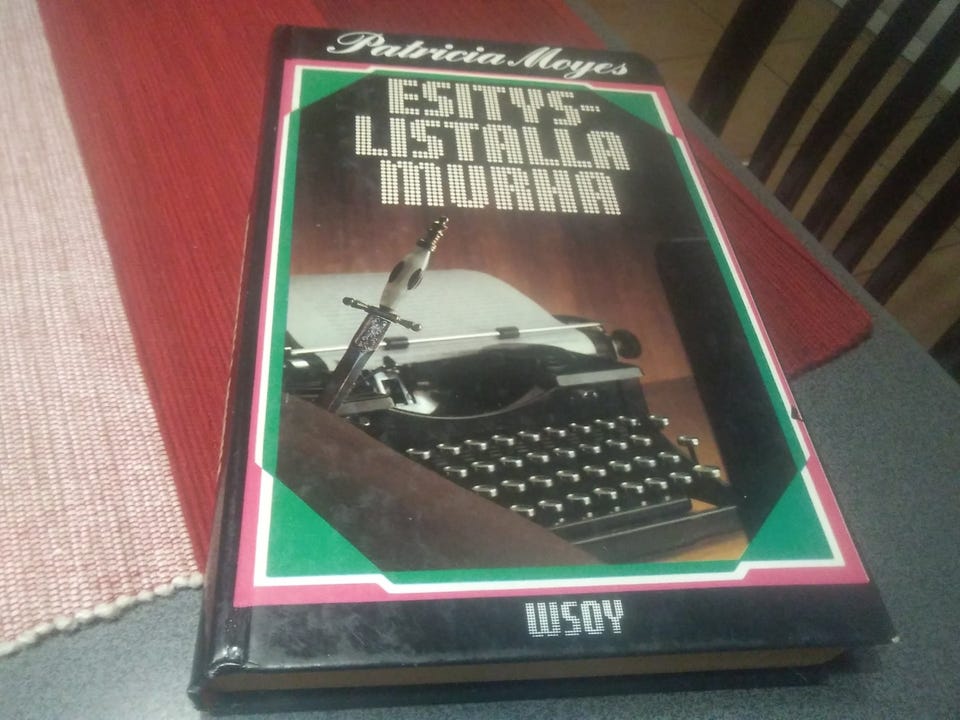 Patricia Moyes
ESITYS-
LISTALLA
MURHA
WSOY